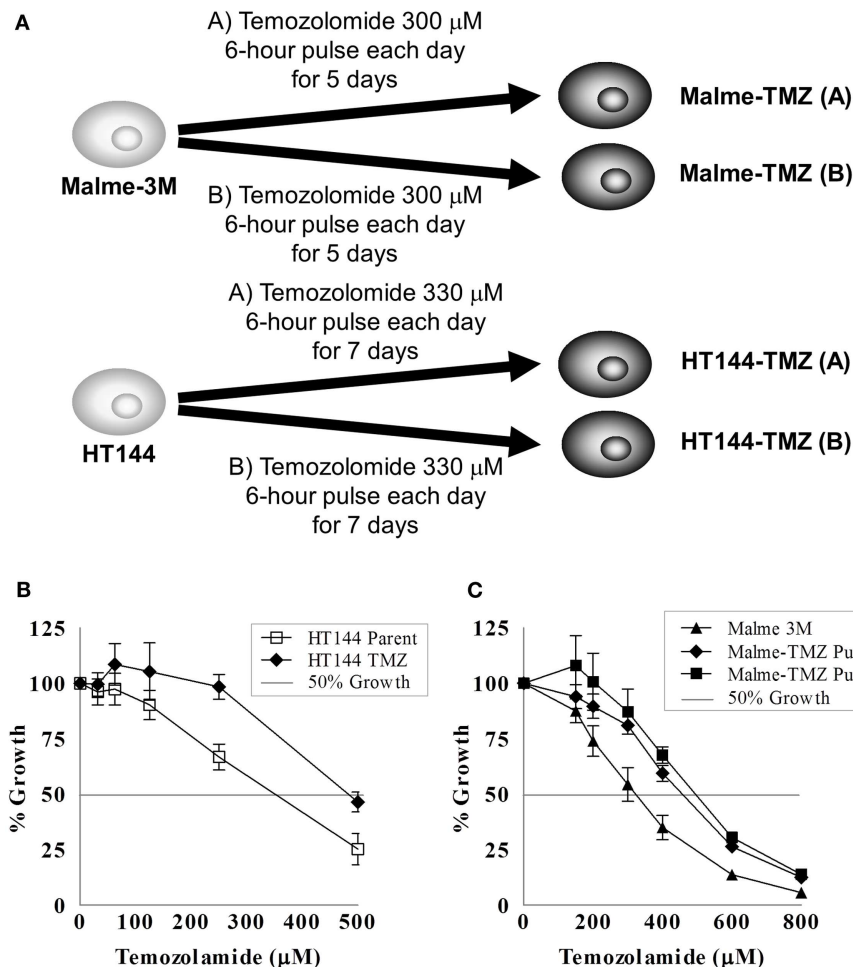 A
A) Temozolomide 300 μM
6-hour pulse each day
for 5 days
Malme-TMZ (A)
Malme-3M
Malme-TMZ (B)
B) Temozolomide 300 μM
6-hour pulse each day
for 5 days
A) Temozolomide 330 μM
6-hour pulse each day
for 7 days
HT144-TMZ (A)
HT144
HT144-TMZ (B)
B) Temozolomide 330 μM
6-hour pulse each day
for 7 days
B
125
100
75
50
25
0
% Growth
HT144 Parent
HT144 TMZ
50% Growth
0 100 200 300 400 500
Temozolamide (μM)
C
125
100
75
50
25
0
% Growth
Malme 3M
Malme-TMZ Pu
Malme-TMZ Pu
50% Growth
0 200 400 600 800
Temozolamide (μM)